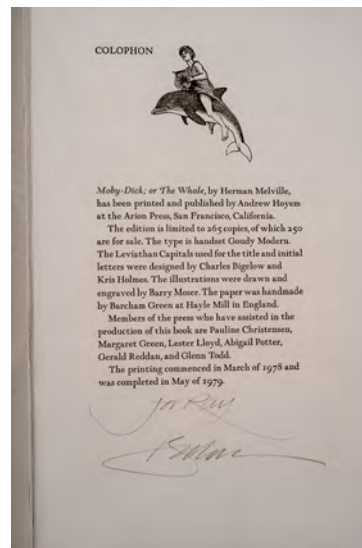 COLOPHON
Moby-Dick; or The Whale, by Herman Melville,
has been printed and published by Andrew Hoyem
at the Arion Press, San Francisco, California.
The edition is limited to 265 copies, of which 250
are for sale. The type is handset Goudy Modern.
The Leviathan Capitals used for the title and initial
letters were designed by Charles Bigelow and
Kris Holmes. The illustrations were drawn and
engraved by Barry Moser. The paper was handmade
by Barcham Green at Hayle Mill in England.
Members of the press who have assisted in the
production of this book are Pauline Christensen,
Margaret Green, Lester Lloyd, Abigail Potter,
Gerald Reddan, and Glenn Todd.
The printing commenced in March of 1978 and
was completed in May of 1979.
for Ray